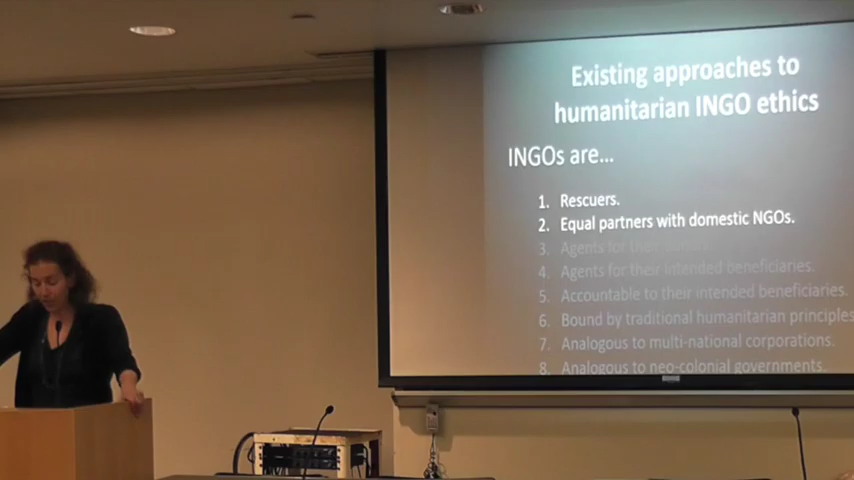 Existing approaches to
humanitarian INGO ethics
INGOs are...
1. Rescuers.
2. Equal partners with domestic NGOs.
3. Agents for their
4. Agents for their intended beneficiaries.
5. Accountable to their intended beneficiaries.
6. Bound by traditional humanitarian principles
7. Analogous to multi-national corporations.
8. Analogous to neo-colonial governments.